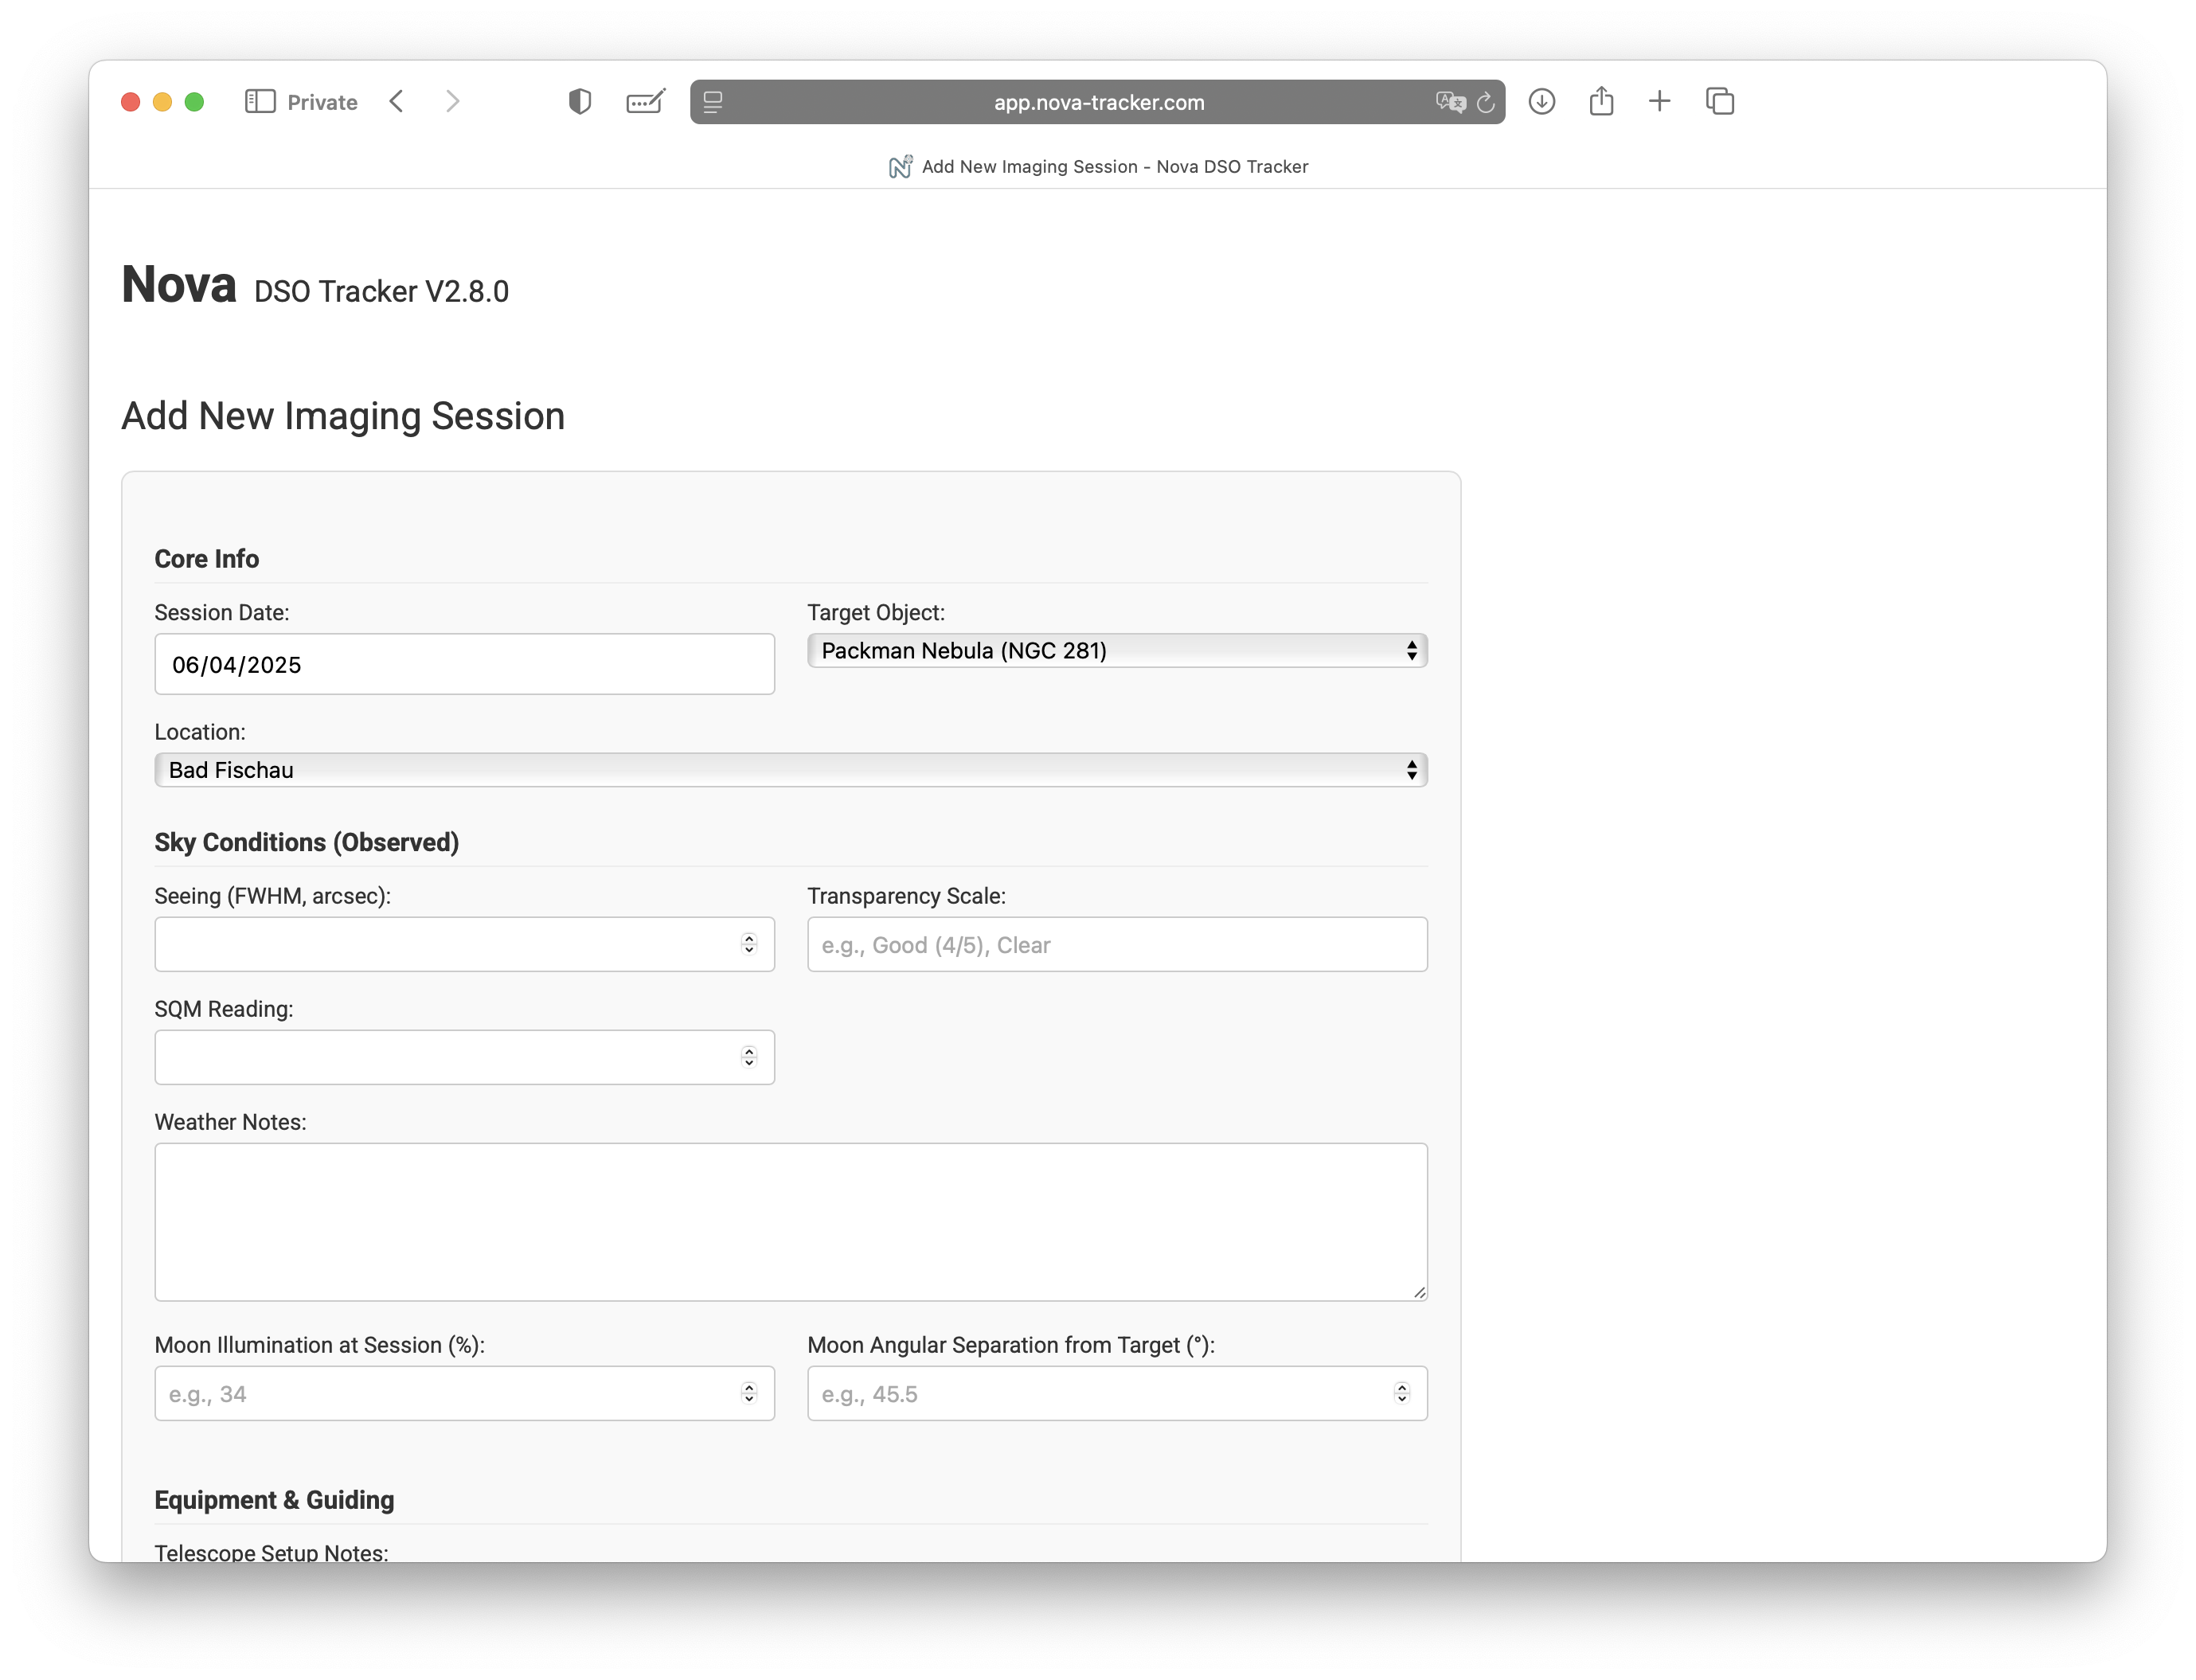 Private
app.nova-tracker.com
Add New Imaging Session - Nova DSO Tracker
Nova DSO Tracker V2.8.0
Add New Imaging Session
Core Info
Session Date: Target Object:
06/04/2025 Packman Nebula (NGC 281)
Location:
Bad Fischau
Sky Conditions (Observed)
Seeing (FWHM, arcsec): Transparency Scale:
e.g., Good (4/5), Clear
SQM Reading:
Weather Notes:
Moon Illumination at Session (%): Moon Angular Separation from Target (°):
e.g., 34 e.g., 45.5
Equipment & Guiding
Telescope Setup Notes: